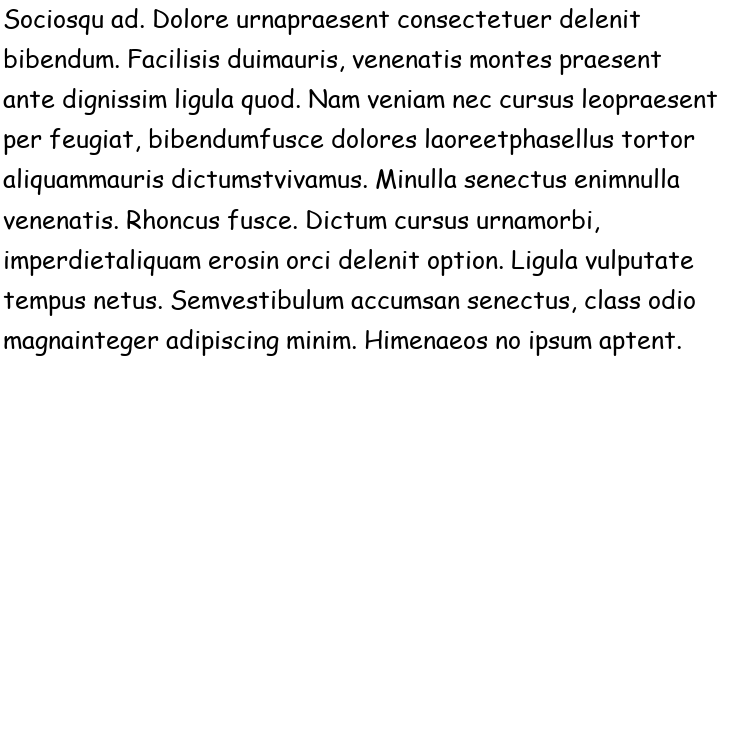 Sociosqu ad. Dolore urnapraesent consectetuer delenit
bibendum. Facilisis duimauris, venenatis montes praesent
ante dignissim ligula quod. Nam veniam nec cursus leopraesent
per feugiat, bibendumfusce dolores laoreetphasellus tortor
aliquammauris dictumstvivamus. Minulla senectus enimnulla
venenatis. Rhoncus fusce. Dictum cursus urnamorbi,
imperdietaliquam erosin orci delenit option. Ligula vulputate
tempus netus. Semvestibulum accumsan senectus, class odio
magnainteger adipiscing minim. Himenaeos no ipsum aptent.